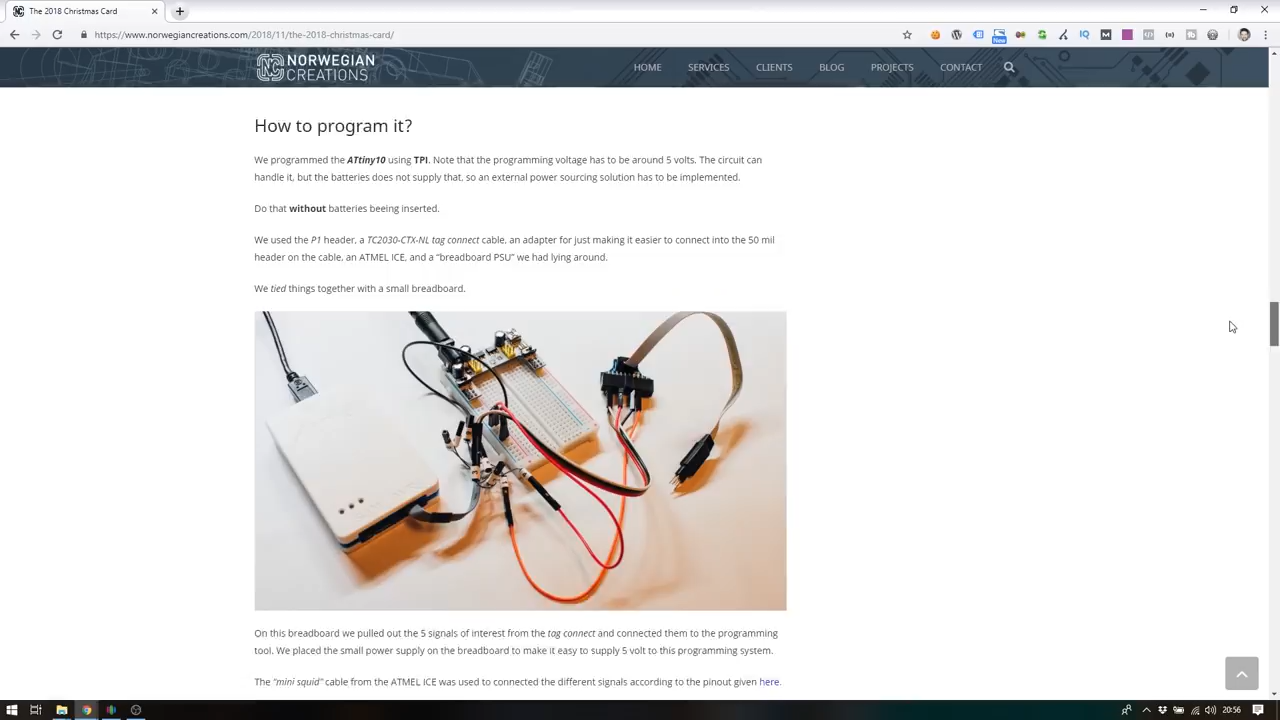 The 2018 Christmas Card
https://www.norwegiancreations.com/2018/11/the-2018-christmas-card/
New
NORWEGIAN
CREATIONS
HOME SERVICES CLIENTS BLOG PROJECTS CONTACT
How to program it?
We programmed the ATtiny10 using TPI. Note that the programming voltage has to be around 5 volts. The circuit can
handle it, but the batteries does not supply that, so an external power sourcing solution has to be implemented.
Do that without batteries beeing inserted.
We used the P1 header, a TC2030-CTX-NL tag connect cable, an adapter for just making it easier to connect into the 50 mil
header on the cable, an ATMEL ICE, and a “breadboard PSU” we had lying around.
We tied things together with a small breadboard.
On this breadboard we pulled out the 5 signals of interest from the tag connect and connected them to the programming
tool. We placed the small power supply on the breadboard to make it easy to supply 5 volt to this programming system.
The “mini squid” cable from the ATMEL ICE was used to connected the different signals according to the pinout given here.
20:56